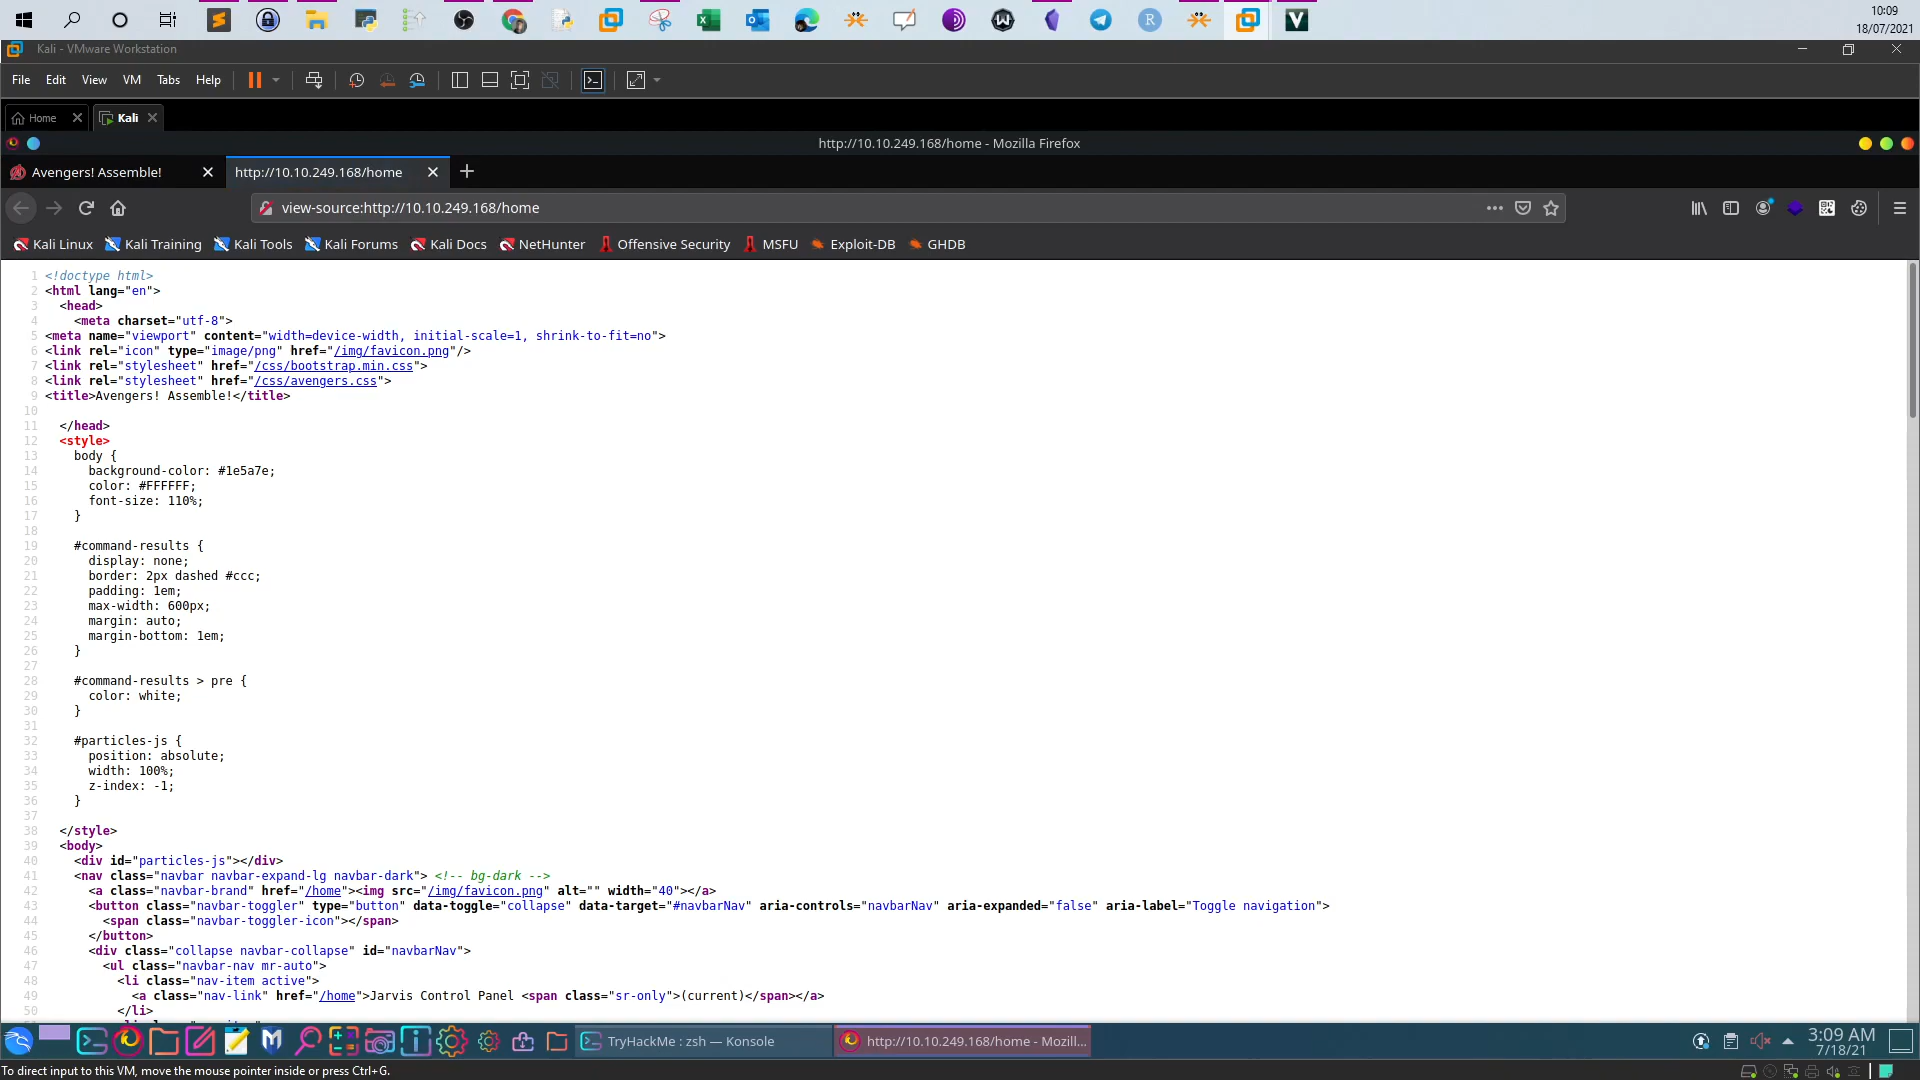 10:09
18/07/2021
Kali - VMware Workstation
File Edit View VM Tabs Help
Home Kali
http://10.10.249.168/home - Mozilla Firefox
Avengers! Assemble! http://10.10.249.168/home
view-source:http://10.10.249.168/home
Kali Linux Kali Training Kali Tools Kali Forums Kali Docs NetHunter Offensive Security MSFU Exploit-DB GHDB
1 <!doctype html>
2 <html lang="en">
3 <head>
4 <meta charset="utf-8">
5 <meta name="viewport" content="width=device-width, initial-scale=1, shrink-to-fit=no">
6 <link rel="icon" type="image/png" href="/img/favicon.png"/>
7 <link rel="stylesheet" href="/css/bootstrap.min.css">
8 <link rel="stylesheet" href="/css/avengers.css">
9 <title>Avengers! Assemble!</title>
10
11 </head>
12 <style>
13 body {
14 background-color: #1e5a7e;
15 color: #FFFFFF;
16 font-size: 110%;
17 }
18
19 #command-results {
20 display: none;
21 border: 2px dashed #ccc;
22 padding: 1em;
23 max-width: 600px;
24 margin: auto;
25 margin-bottom: 1em;
26 }
27
28 #command-results > pre {
29 color: white;
30 }
31
32 #particles-js {
33 position: absolute;
34 width: 100%;
35 z-index: -1;
36 }
37
38 </style>
39 <body>
40 <div id="particles-js"></div>
41 <nav class="navbar navbar-expand-lg navbar-dark"> <!-- bg-dark -->
42 <a class="navbar-brand" href="/home"><img src="/img/favicon.png" alt="" width="40"></a>
43 <button class="navbar-toggler" type="button" data-toggle="collapse" data-target="#navbarNav" aria-controls="navbarNav" aria-expanded="false" aria-label="Toggle navigation">
44 <span class="navbar-toggler-icon"></span>
45 </button>
46 <div class="collapse navbar-collapse" id="navbarNav">
47 <ul class="navbar-nav mr-auto">
48 <li class="nav-item active">
49 <a class="nav-link" href="/home">Jarvis Control Panel <span class="sr-only">(current)</span></a>
50 </li>
TryHackMe : zsh — Konsole http://10.10.249.168/home - Mozill... 3:09 AM
7/18/21
To direct input to this VM, move the mouse pointer inside or press Ctrl+G.